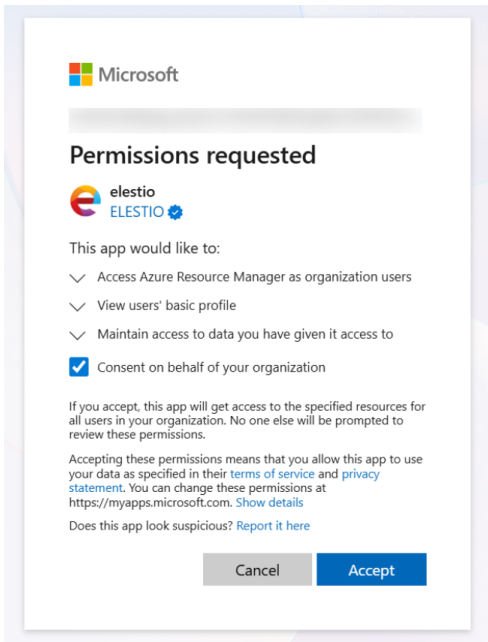 Microsoft
Permissions requested
elestio
ELESTIO
This app would like to:
Access Azure Resource Manager as organization users
View users' basic profile
Maintain access to data you have given it access to
Consent on behalf of your organization
If you accept, this app will get access to the specified resources for
all users in your organization. No one else will be prompted to
review these permissions.
Accepting these permissions means that you allow this app to use
your data as specified in their terms of service and privacy
statement. You can change these permissions at
https://myapps.microsoft.com. Show details
Does this app look suspicious? Report it here
Cancel Accept